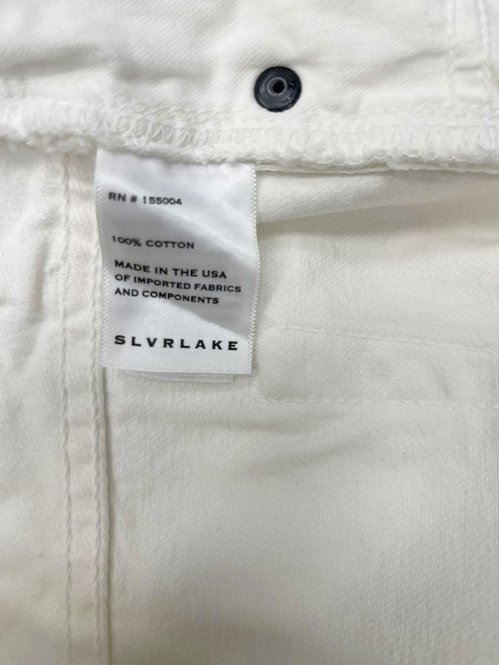 RN # 155004
100% COTTON
MADE IN THE USA
OF IMPORTED FABRICS
AND COMPONENTS
SLVRLAKE